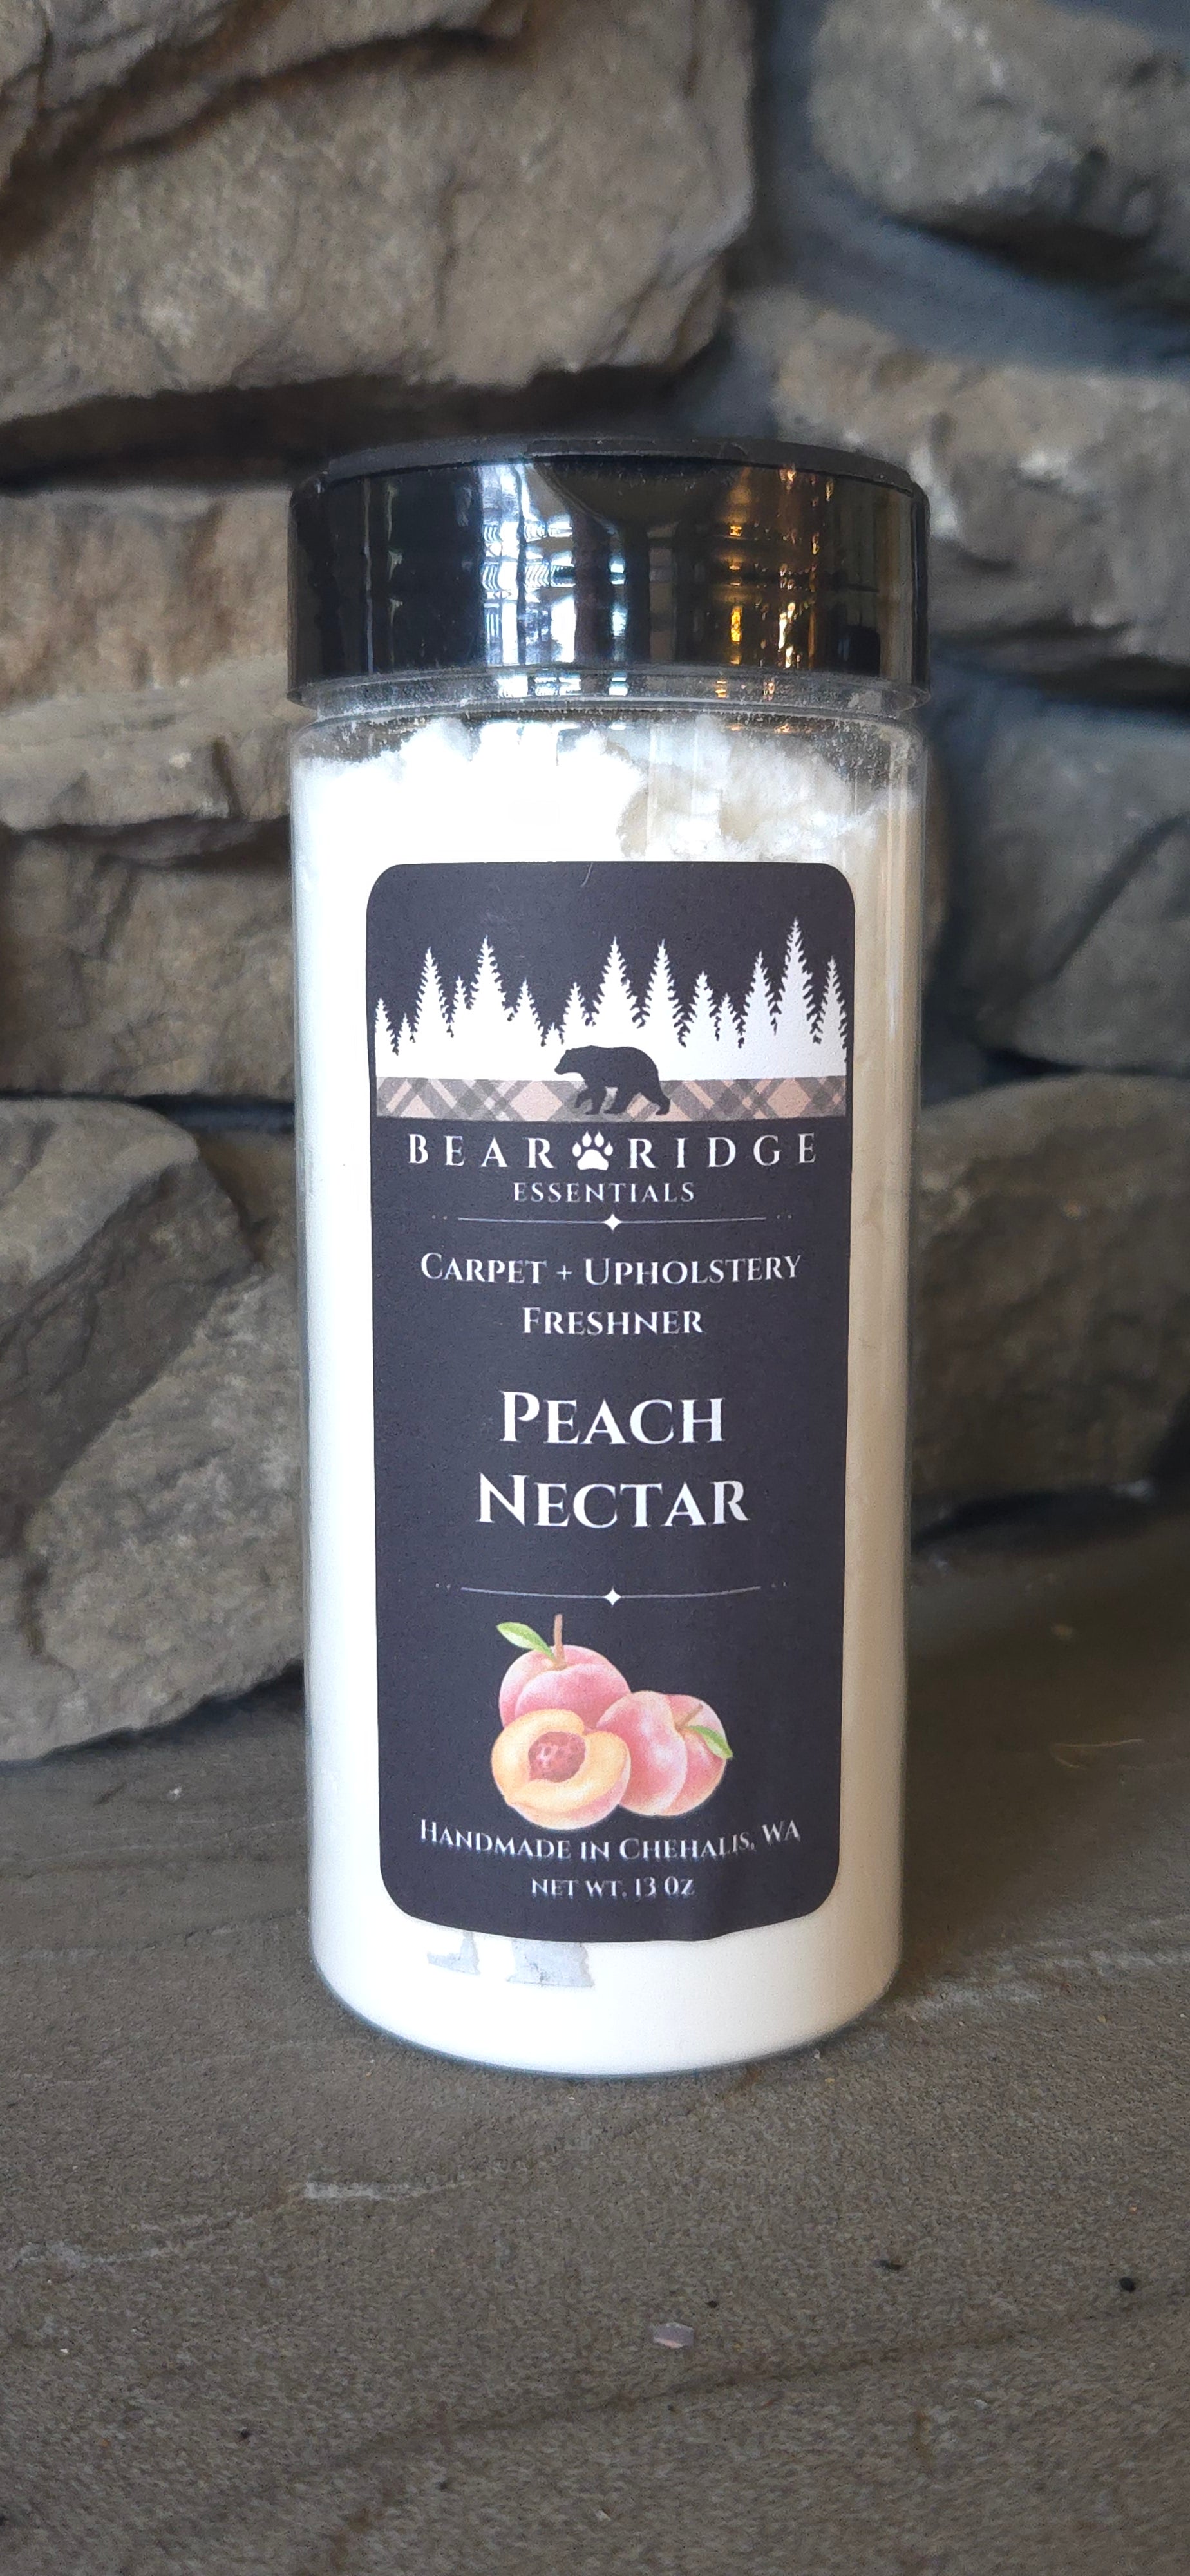 BEAR RIDGE
ESSENTIALS
CARPET + UPHOLSTERY
FRESHNER
PEACH
NECTAR
HANDMADE IN CHEHALIS, WA
NET WT. 13 OZ